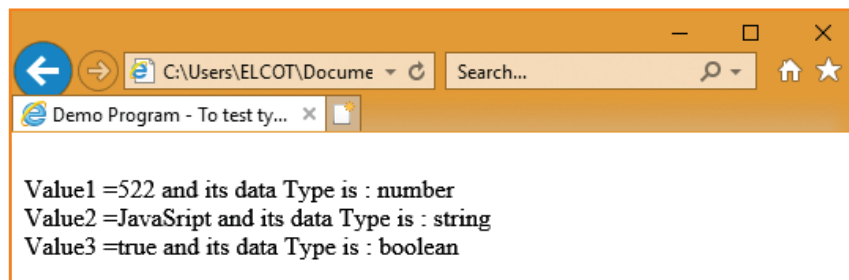 C:\Users\ELCOT\Docume
Search...
Demo Program - To test ty...
Value1 =522 and its data Type is : number
Value2 =JavaSript and its data Type is : string
Value3 =true and its data Type is : boolean